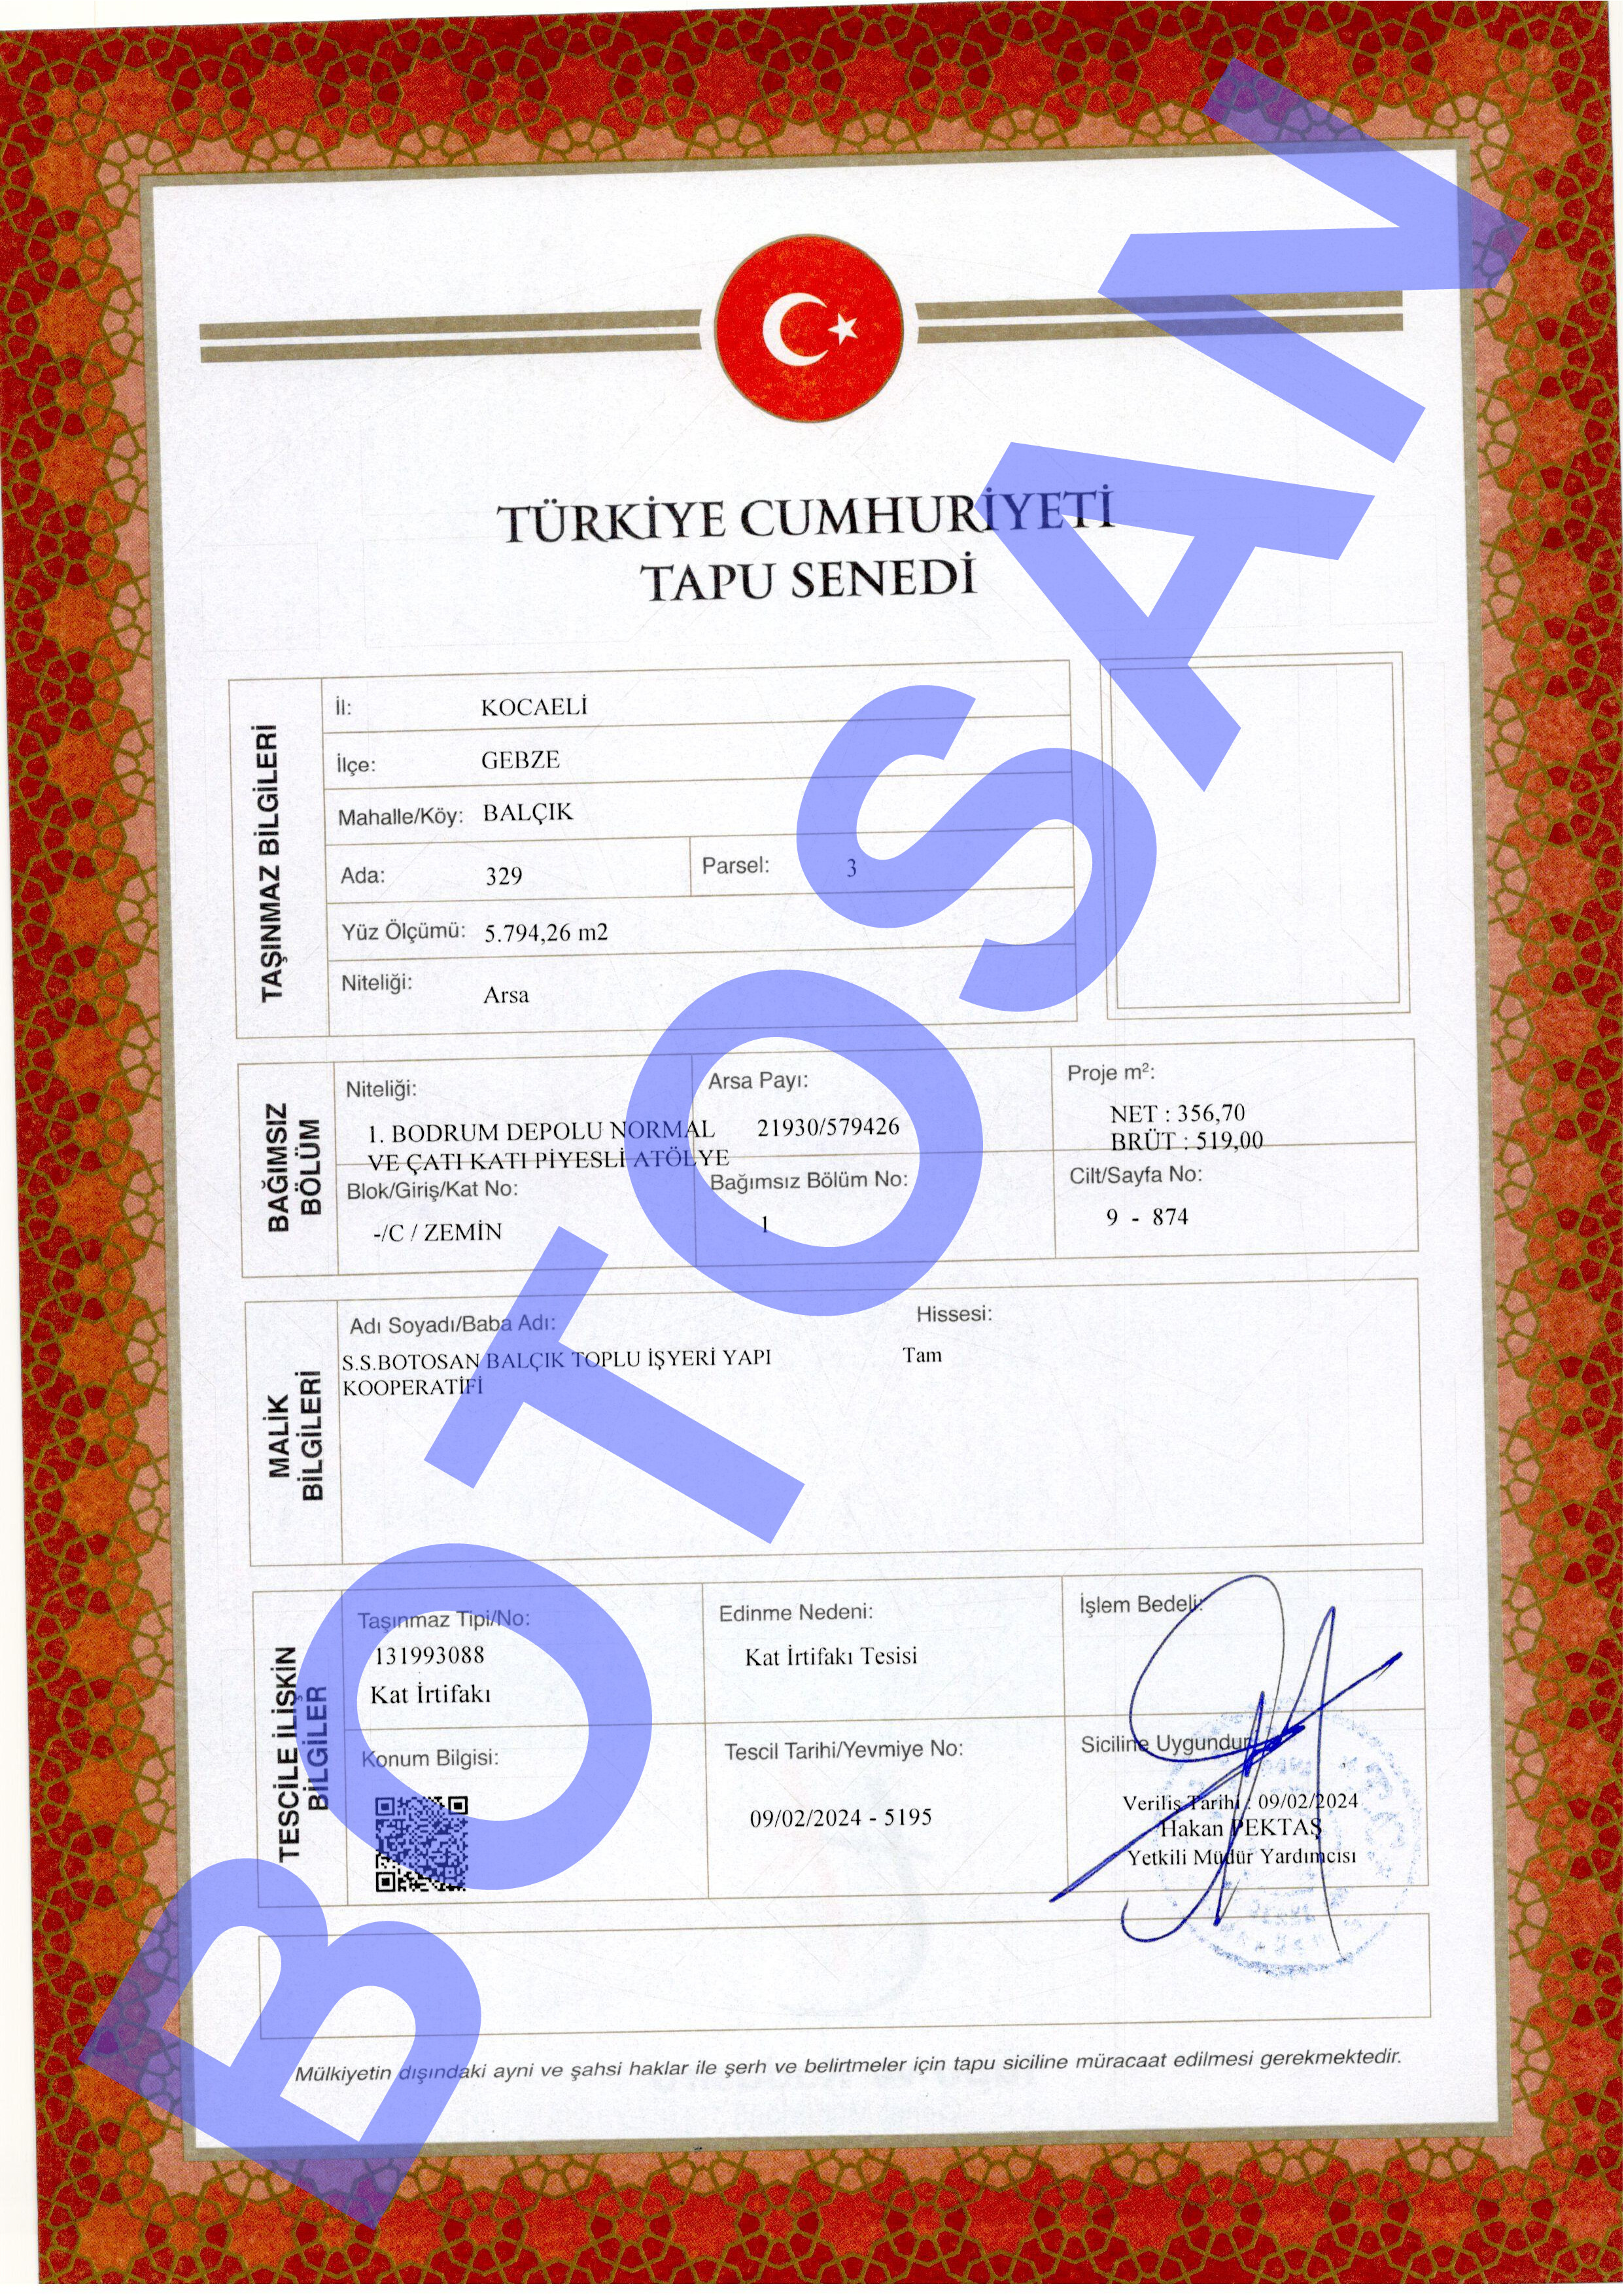 TÜRKİYE CUMHURİYETİ
TAPU SENEDİ
TAŞINMAZ BİLGİLERİ
İl: KOCAELİ
İlçe: GEBZE
Mahalle/Köy: BALÇIK
Ada: 329 Parsel: 3
Yüz Ölçümü: 5.794,26 m2
Niteliği: Arsa
BAĞIMSIZ
BÖLÜM
Niteliği:
1. BODRUM DEPOLU NORMAL
VE ÇATI KATI PİYESLİ ATÖLYE
Arsa Payı:
21930/579426
Proje m²:
NET : 356,70
BRÜT : 519,00
Blok/Giriş/Kat No:
-/C / ZEMİN
Bağımsız Bölüm No:
1
Cilt/Sayfa No:
9 - 874
MALİK
BİLGİLERİ
Adı Soyadı/Baba Adı:
S.S.BOTOSAN BALÇIK TOPLU İŞYERİ YAPI
KOOPERATİFİ
Hissesi:
Tam
TESCİLE İLİŞKİN
BİLGİLER
Taşınmaz Tipi/No:
131993088
Kat İrtifakı
Edinme Nedeni:
Kat İrtifakı Tesisi
İşlem Bedeli:
Konum Bilgisi:
Tescil Tarihi/Yevmiye No:
09/02/2024 - 5195
Siciline Uygundur
Veriliş Tarihi : 09/02/2024
Hakan PEKTAŞ
Yetkili Müdür Yardımcısı
Mülkiyetin dışındaki ayni ve şahsi haklar ile şerh ve belirtmeler için tapu siciline müracaat edilmesi gerekmektedir.
BOTOSAN